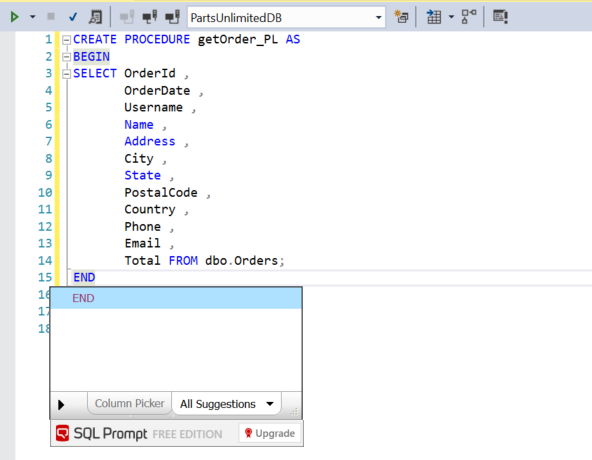 PartsUnlimitedDB
1 CREATE PROCEDURE getOrder_PL AS
2 BEGIN
3 SELECT OrderId ,
4 OrderDate ,
5 Username ,
6 Name ,
7 Address ,
8 City ,
9 State ,
10 PostalCode ,
11 Country ,
12 Phone ,
13 Email ,
14 Total FROM dbo.Orders;
15 END
16 END
17
18
Column Picker All Suggestions
SQL Prompt FREE EDITION Upgrade